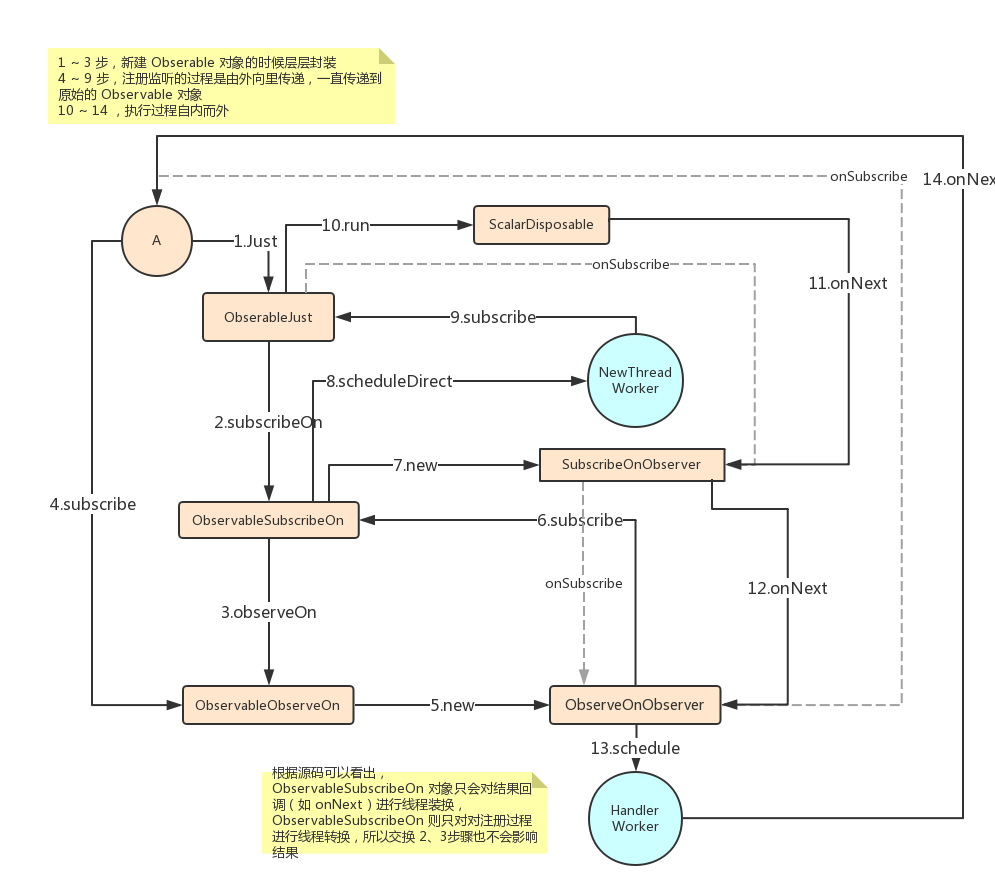 1 ~ 3 步，新建 Obserable 对象的时候层层封装
4 ~ 9 步，注册监听的过程是由外向里传递，一直传递到
原始的 Observable 对象
10 ~ 14 ，执行过程自内而外
onSubscribe
14.onNex
A
1.Just
10.run
ScalarDisposable
onSubscribe
11.onNext
ObserableJust
9.subscribe
NewThread
Worker
8.scheduleDirect
2.subscribeOn
7.new
SubscribeOnObserver
4.subscribe
ObservableSubscribeOn
6.subscribe
onSubscribe
12.onNext
3.observeOn
ObservableObserveOn
5.new
ObserveOnObserver
13.schedule
根据源码可以看出，
ObservableSubscribeOn 对象只会对结果回
调（如 onNext）进行线程装换，
ObservableSubscribeOn 则只对对注册过程
进行线程转换，所以交换 2、3步骤也不会影响
结果
Handler
Worker